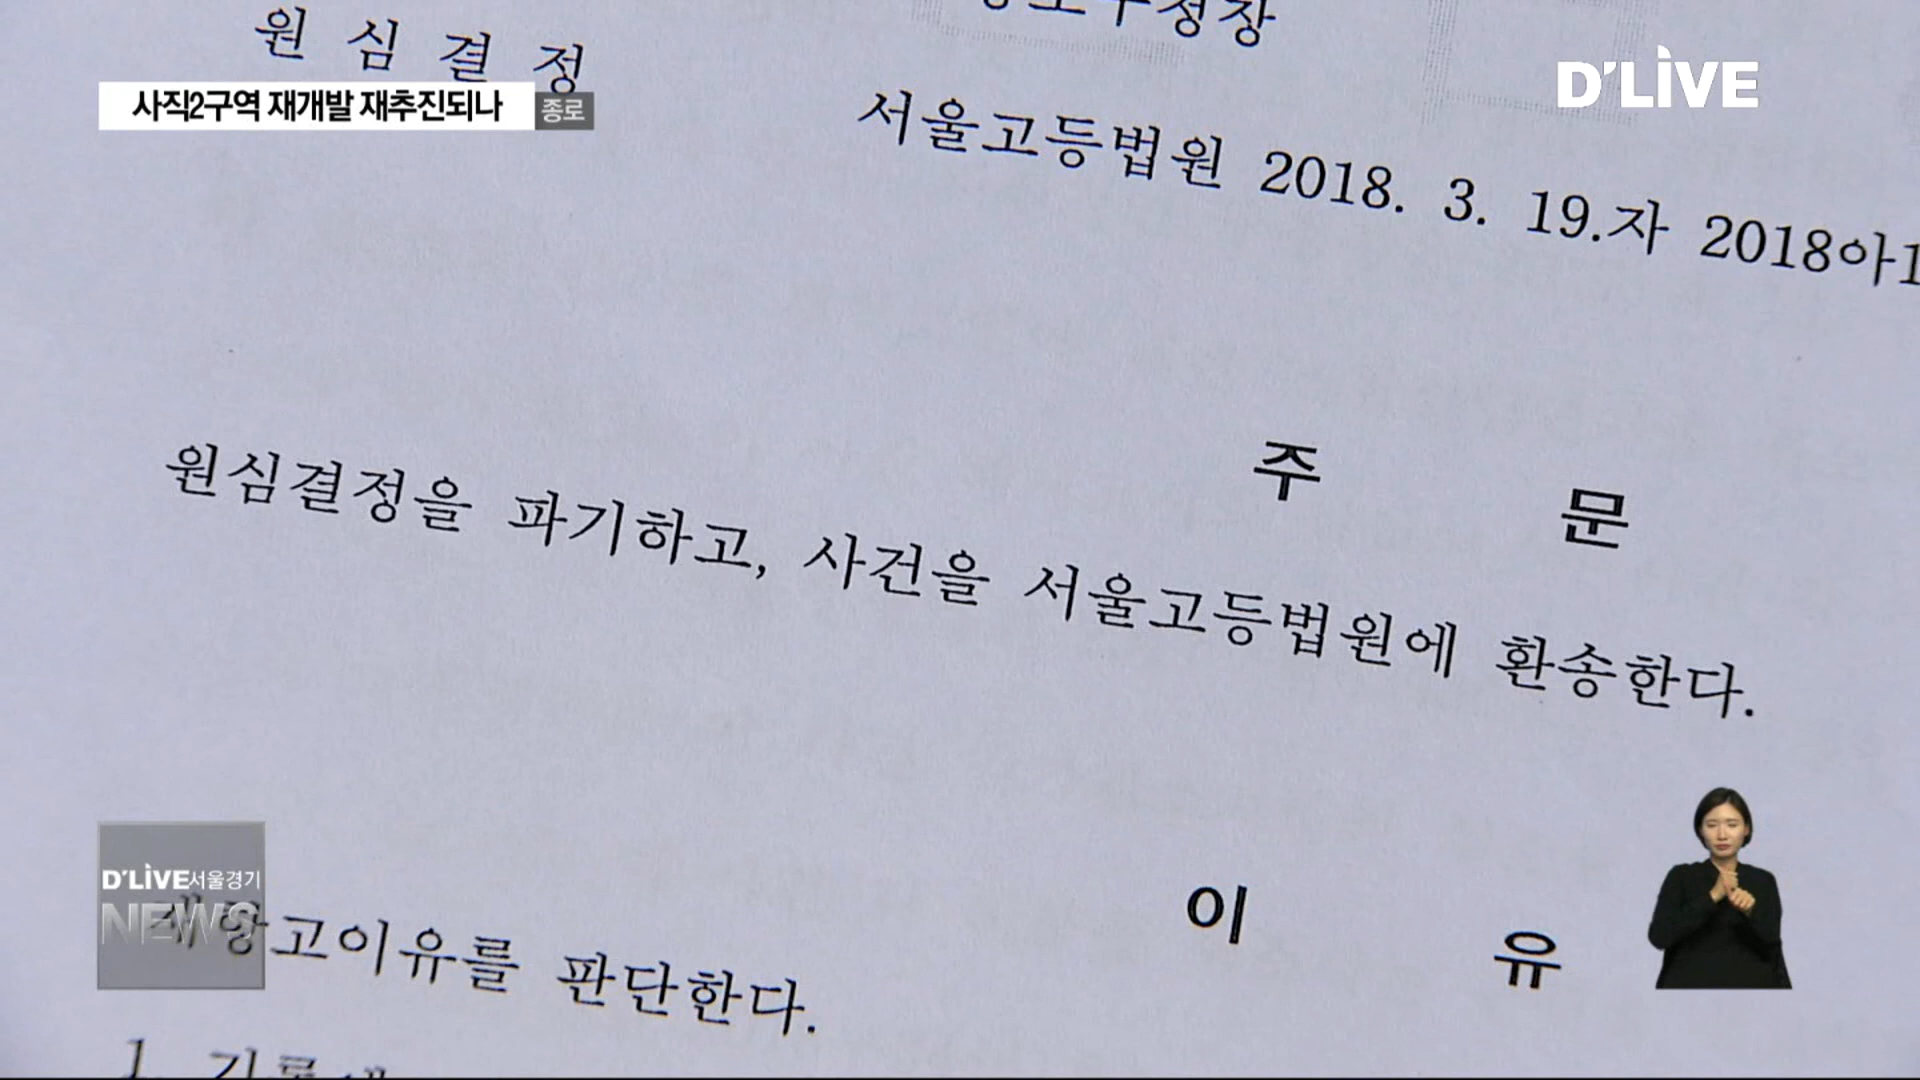 원 심 결 정
사직2구역 재개발 재추진되나 종로
D'LIVE
서울고등법원 2018. 3. 19.자 2018아1
주 문
원심결정을 파기하고, 사건을 서울고등법원에 환송한다.
이 유
D'LIVE서울경기
NEWS
재항고이유를 판단한다.
1.